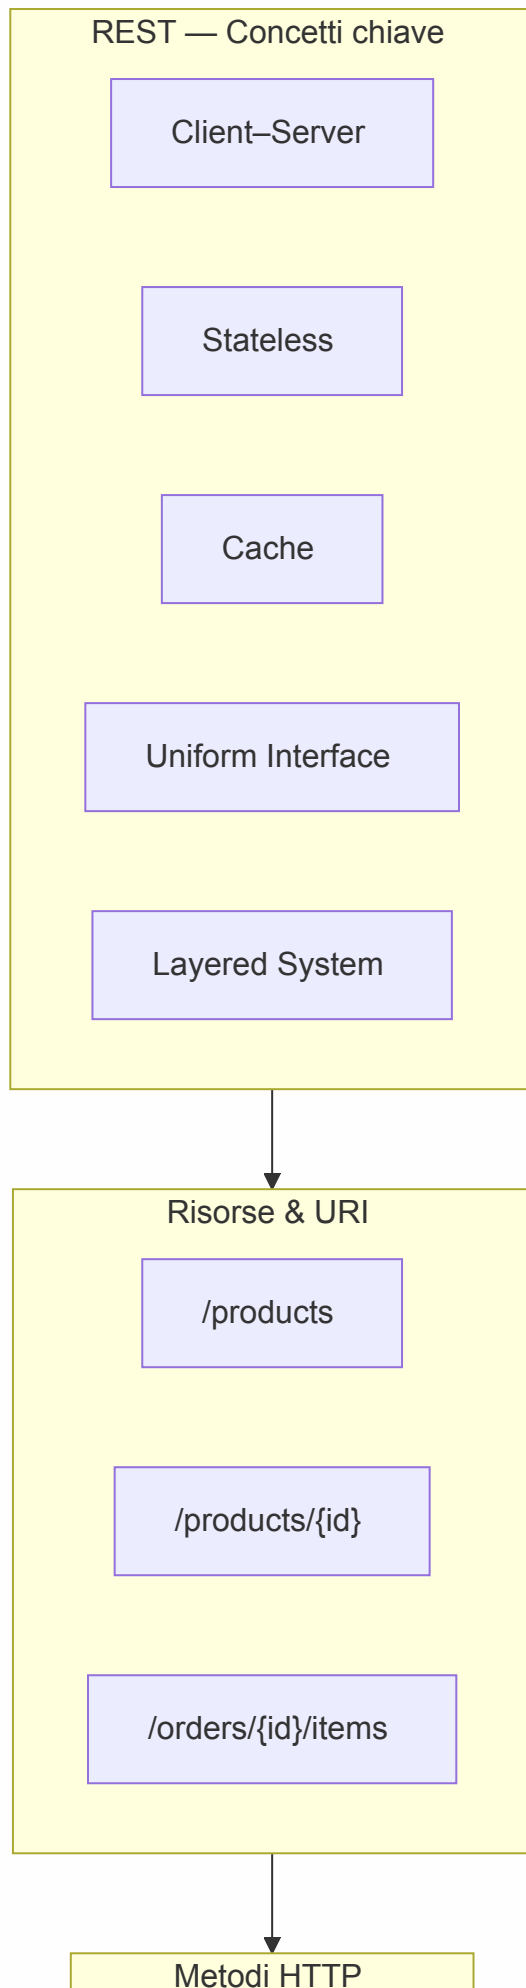 REST — Concetti chiave
Client–Server
Stateless
Cache
Uniform Interface
Layered System
Risorse & URI
/products
/products/{id}
/orders/{id}/items
Metodi HTTP